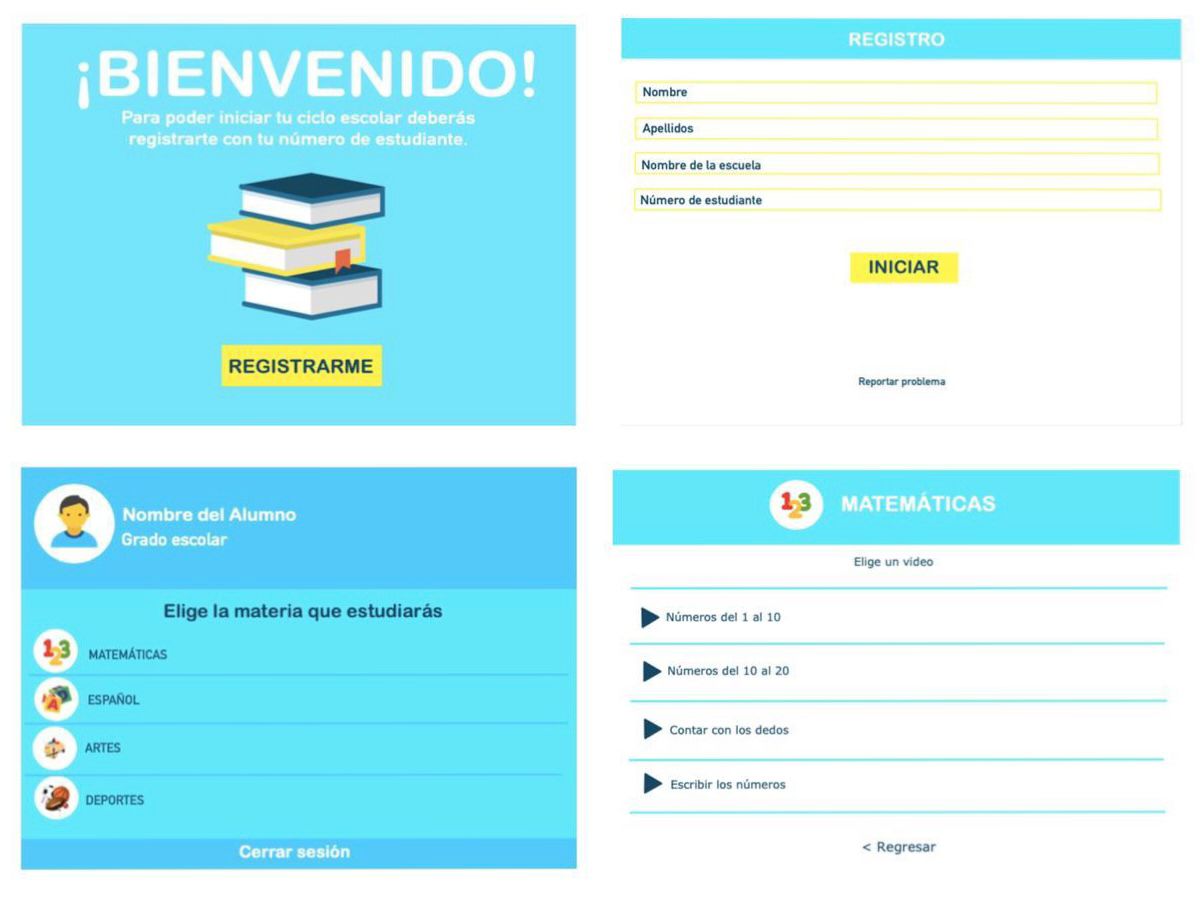 ¡BIENVENIDO!
Para poder iniciar tu ciclo escolar deberás
registrarte con tu número de estudiante.
REGISTRARME
REGISTRO
Nombre
Apellidos
Nombre de la escuela
Número de estudiante
INICIAR
Reportar problema
Nombre del Alumno
Grado escolar
Elige la materia que estudiarás
123 MATEMÁTICAS
A ESPAÑOL
ARTES
DEPORTES
Cerrar sesión
123 MATEMÁTICAS
Elige un video
Números del 1 al 10
Números del 10 al 20
Contar con los dedos
Escribir los números
< Regresar